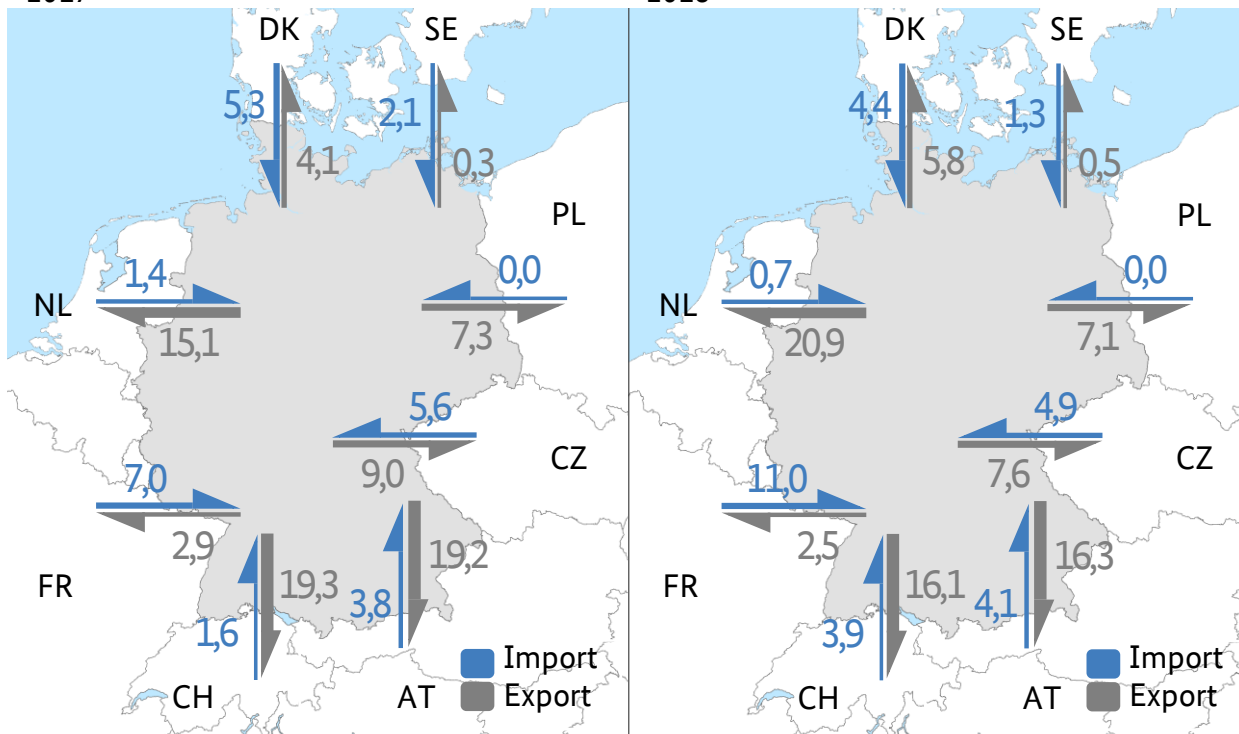 DK
SE
5,3
2,1
4,1
0,3
PL
1,4
0,0
NL
15,1
7,3
5,6
9,0
CZ
7,0
2,9
19,2
FR
19,3
3,8
1,6
Import
CH
AT
Export
DK
SE
4,4
1,3
5,8
0,5
PL
0,7
0,0
NL
20,9
7,1
4,9
7,6
CZ
11,0
2,5
16,3
FR
16,1
4,1
3,9
Import
CH
AT
Export